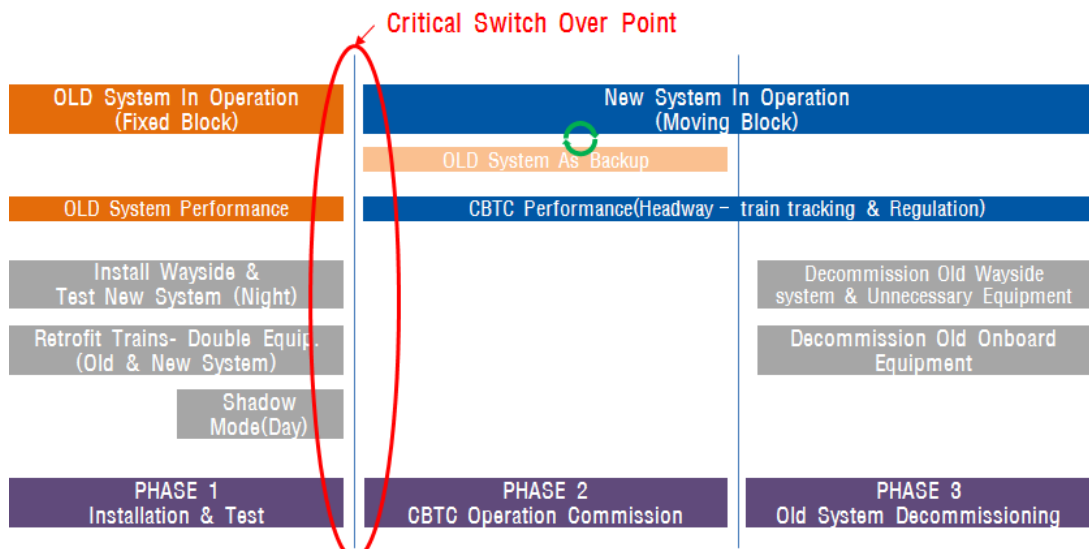 Critical Switch Over Point
OLD System In Operation
(Fixed Block)
New System In Operation
(Moving Block)
OLD System As Backup
OLD System Performance
CBTC Performance(Headway – train tracking & Regulation)
Install Wayside &
Test New System (Night)
Decommission Old Wayside
system & Unnecessary Equipment
Retrofit Trains- Double Equip.
(Old & New System)
Decommission Old Onboard
Equipment
Shadow
Mode(Day)
PHASE 1
Installation & Test
PHASE 2
CBTC Operation Commission
PHASE 3
Old System Decommissioning